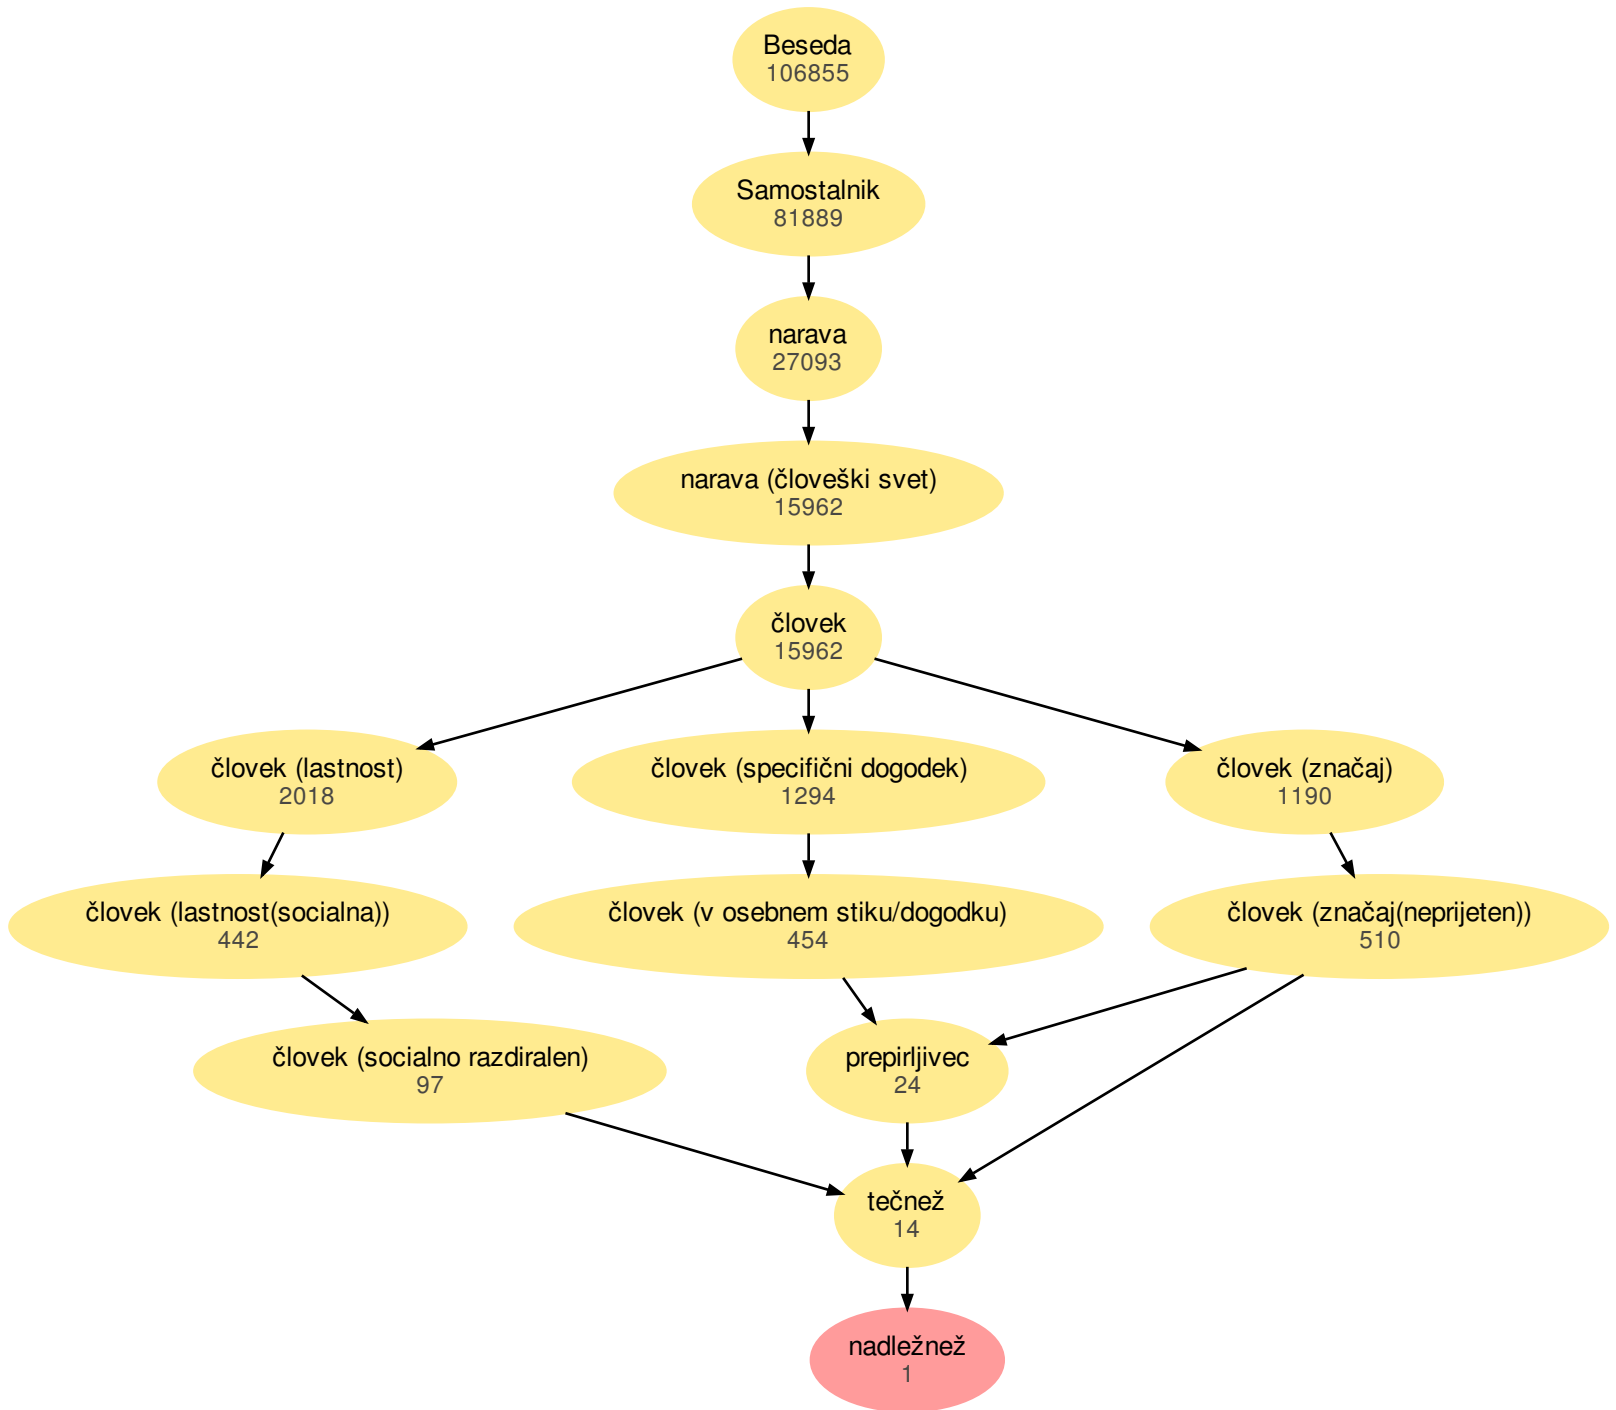 Beseda
106855
Samostalnik
81889
narava
27093
narava (človeški svet)
15962
človek
15962
človek (lastnost)
2018
človek (specifični dogodek)
1294
človek (značaj)
1190
človek (lastnost(socialna))
442
človek (v osebnem stiku/dogodku)
454
človek (značaj(neprijeten))
510
človek (socialno razdiralen)
97
prepirljivec
24
tečnež
14
nadležnež
1